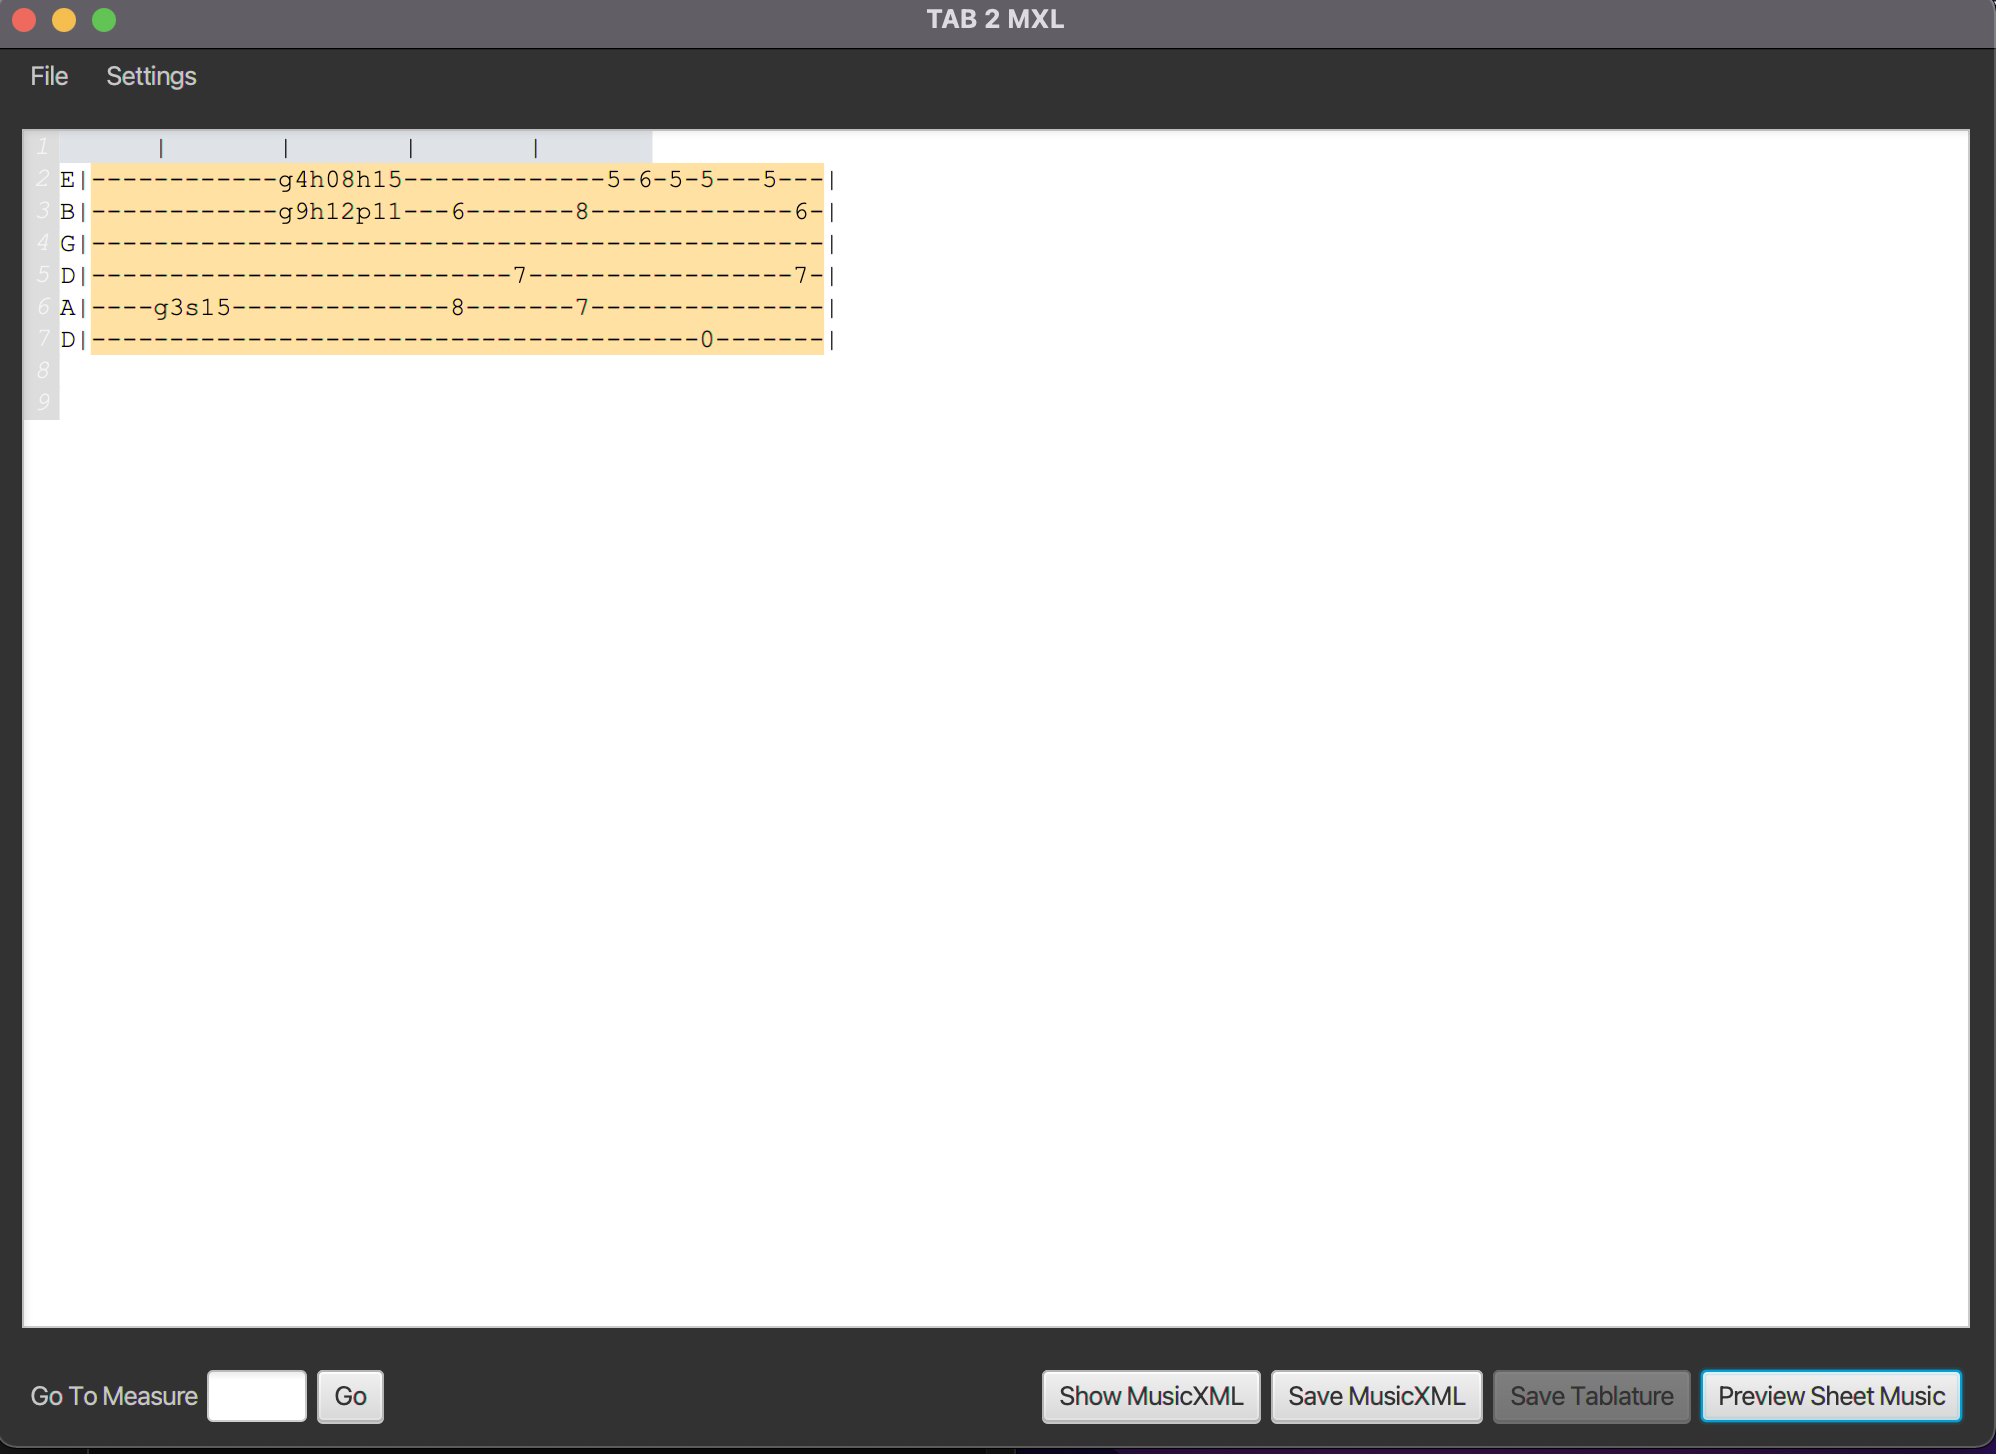 TAB 2 MXL
File Settings
1       |       |       |       |
2 E|------------g4h08h15-------------5-6-5-5---5---|
3 B|------------g9h12p11---6-------8-------------6-|
4 G|-----------------------------------------------|
5 D|---------------------------7-----------------7-|
6 A|----g3s15--------------8-------7---------------|
7 D|---------------------------------------0-------|
8
9
Go To Measure Go Show MusicXML Save MusicXML Save Tablature Preview Sheet Music